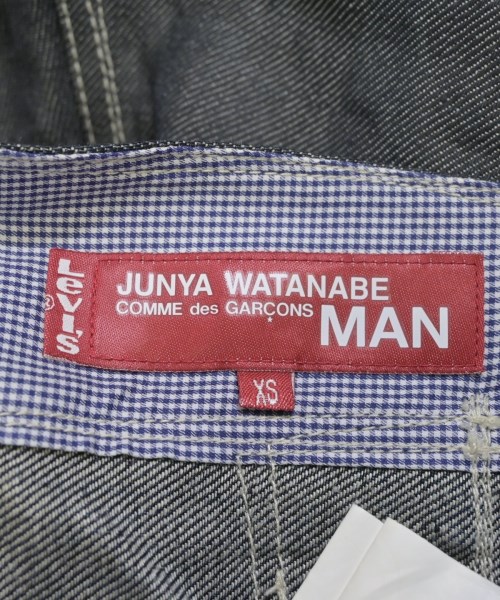 Levi's
®
JUNYA WATANABE
COMME des GARÇONS MAN
XS